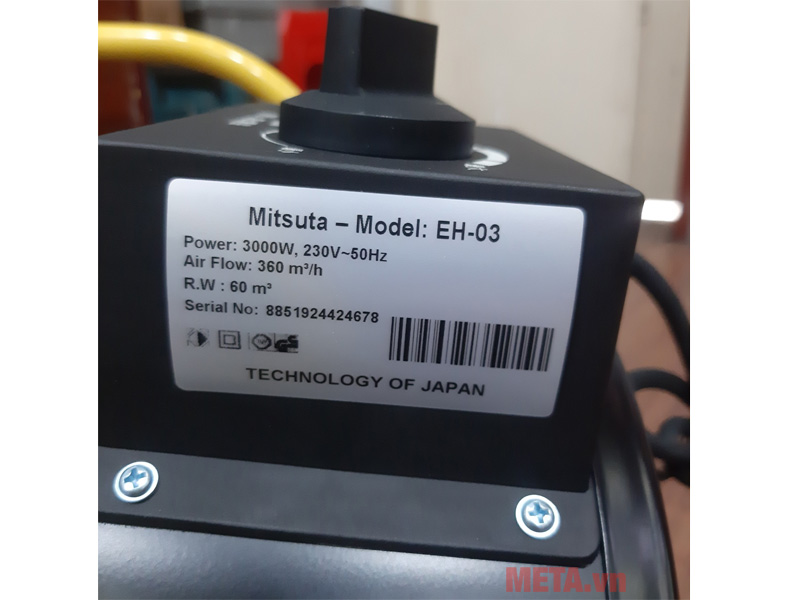 Mitsuta – Model: EH-03
Power: 3000W, 230V~50Hz
Air Flow: 360 m³/h
R.W : 60 m³
Serial No: 8851924424678
TECHNOLOGY OF JAPAN
META.vn